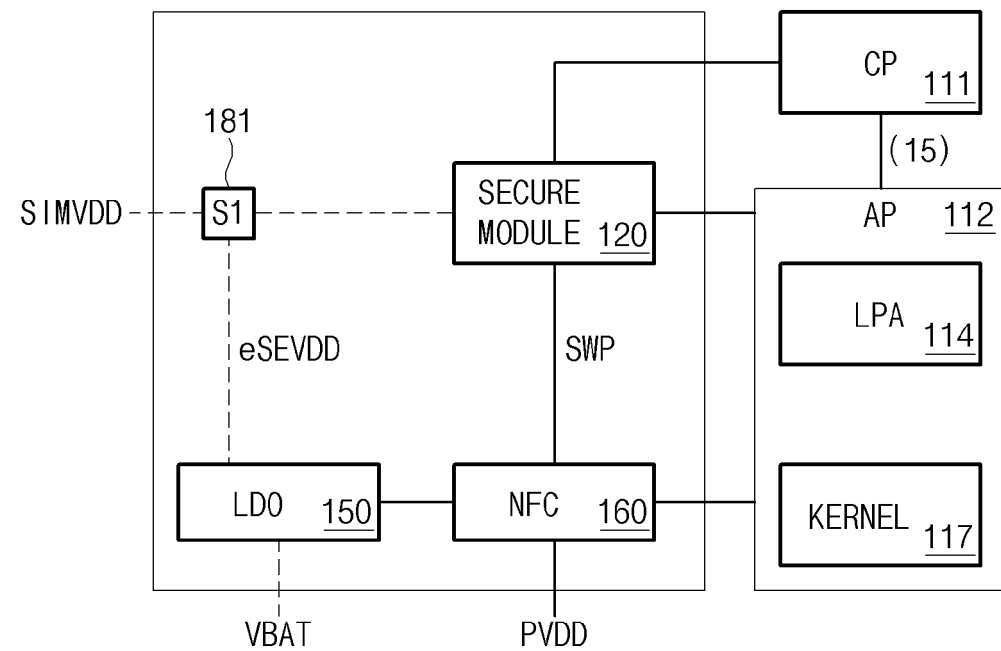 CP
111
181
(15)
SIMVDD
S1
SECURE
MODULE 120
AP 112
LPA
114
eSEVDD
SWP
LDO 150
NFC 160
KERNEL
117
VBAT
PVDD